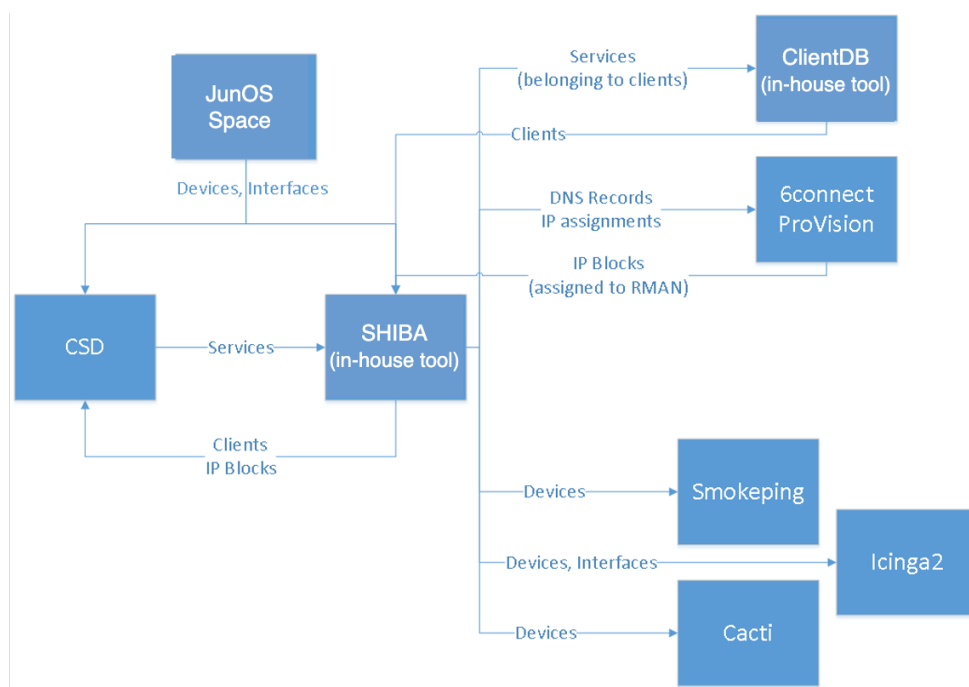 JunOS
Space
Services
(belonging to clients)
ClientDB
(in-house tool)
Clients
Devices, Interfaces
DNS Records
IP assignments
6connect
ProVision
IP Blocks
(assigned to RMAN)
CSD
Services
SHIBA
(in-house tool)
Clients
IP Blocks
Devices
Smokeping
Devices, Interfaces
Icinga2
Devices
Cacti